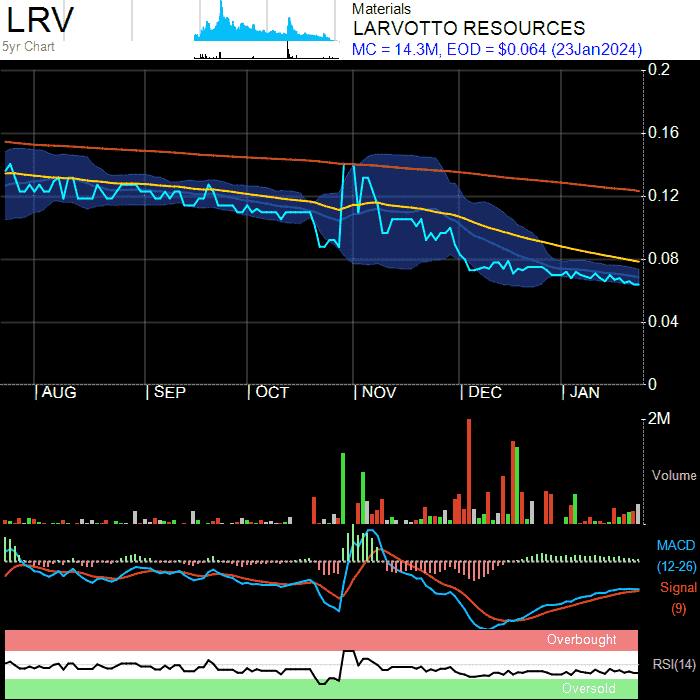 LRV
5yr Chart
Materials
LARVOTTO RESOURCES
MC = 14.3M, EOD = $0.064 (23Jan2024)
0.2
0.16
0.12
0.08
0.04
0
AUG
SEP
OCT
NOV
DEC
JAN
2M
Volume
MACD
(12-26)
Signal
(9)
Overbought
RSI(14)
Oversold